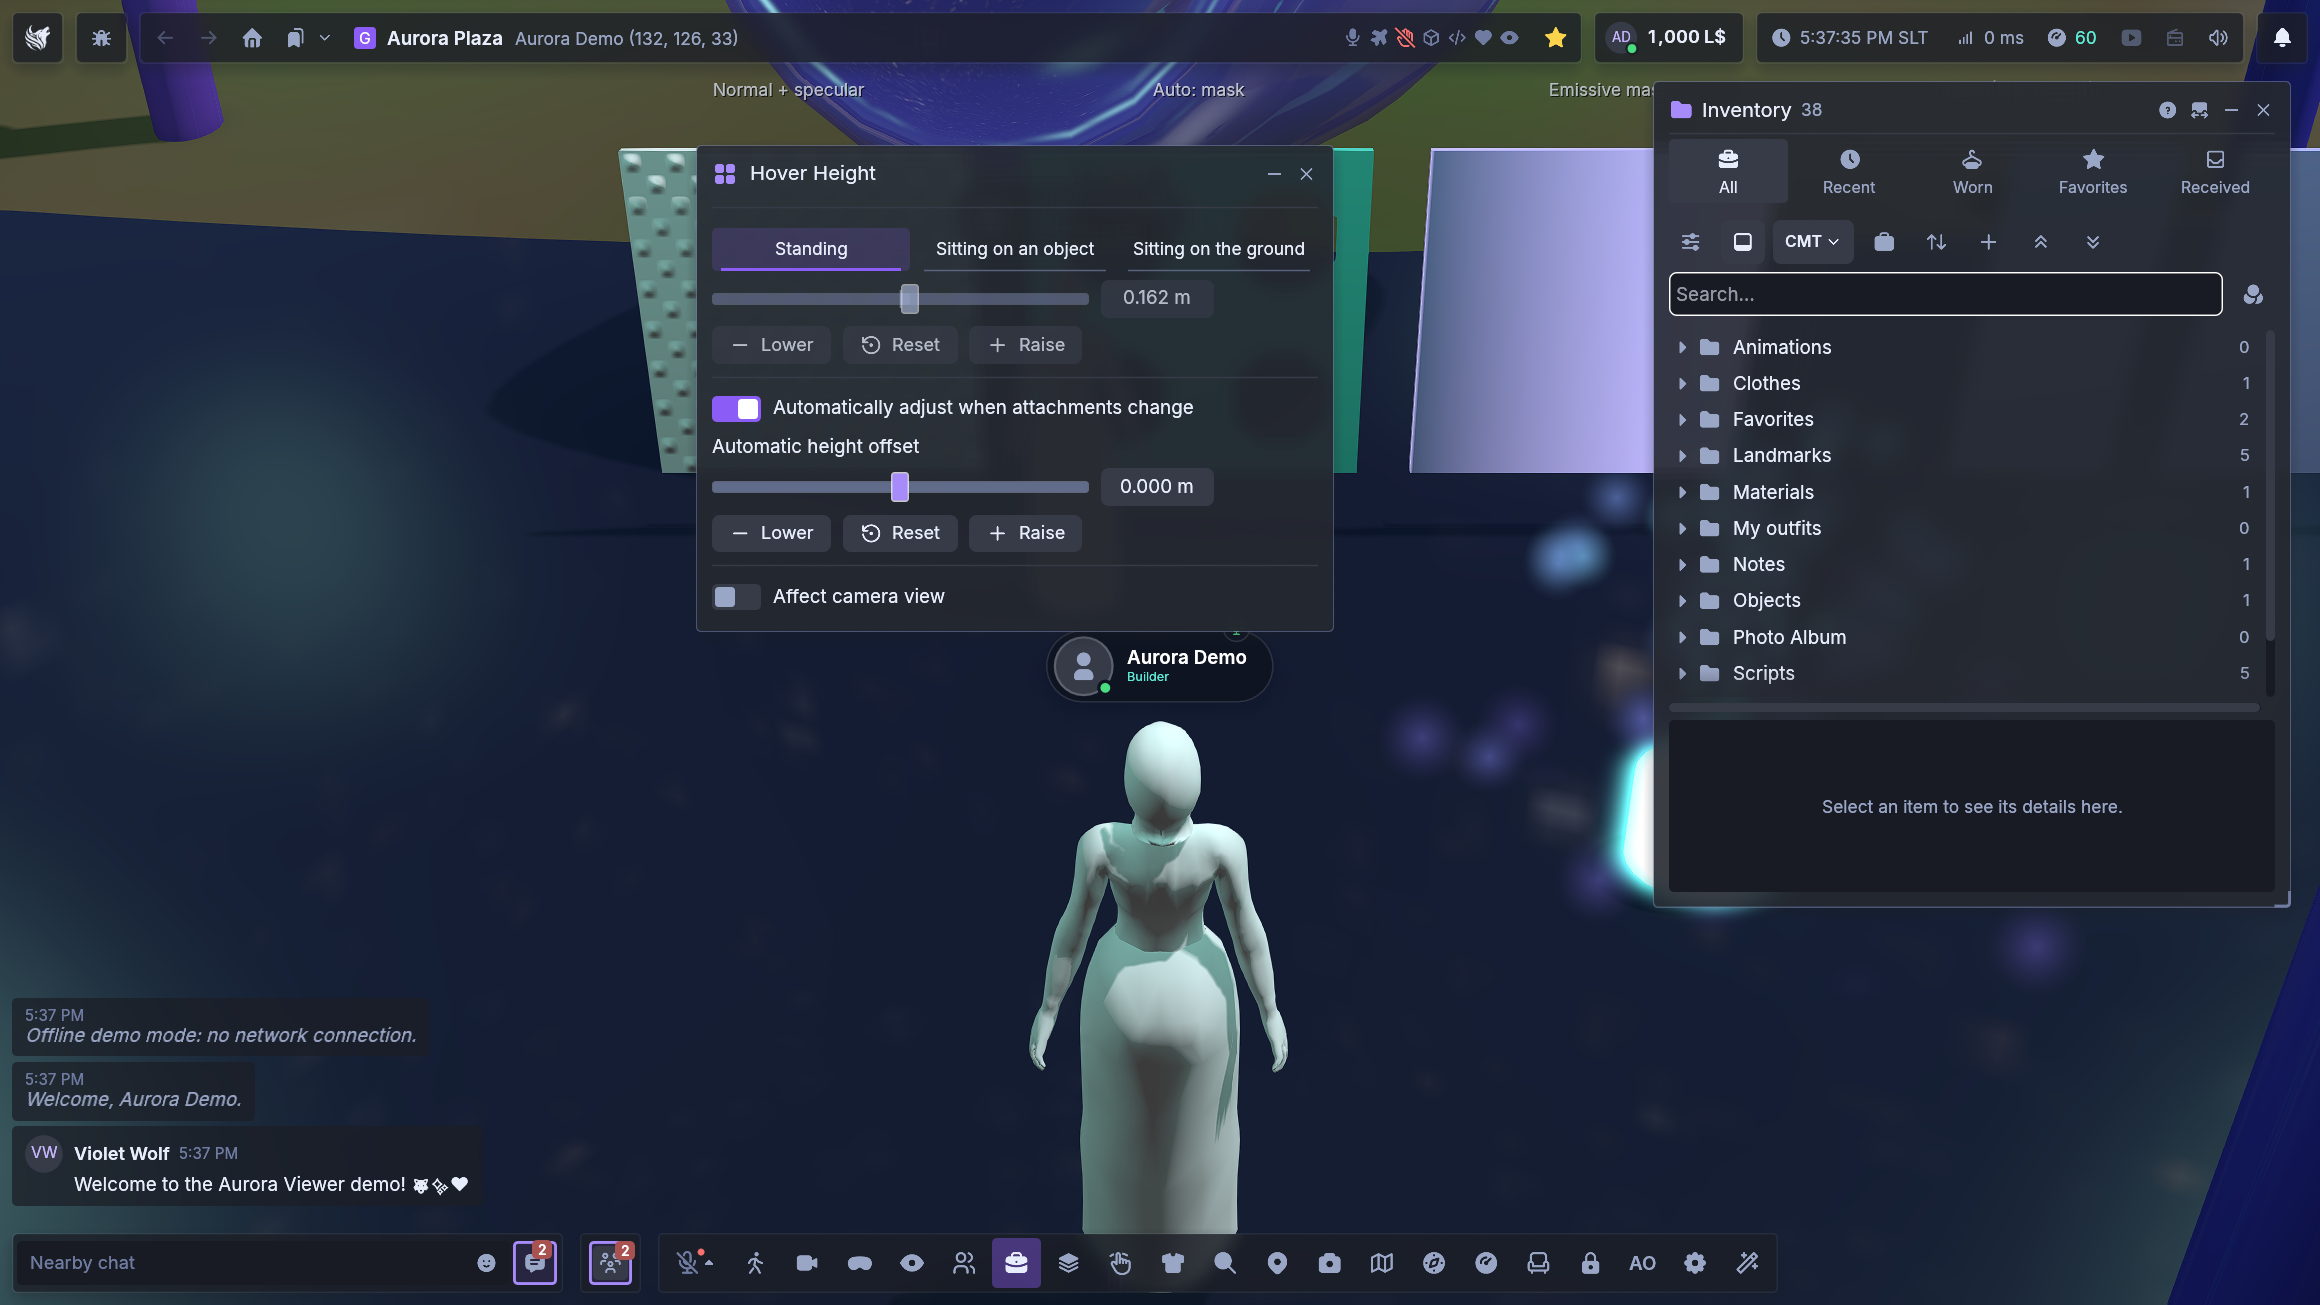 G Aurora Plaza Aurora Demo (132, 126, 33)
AD 1,000 L$
5:37:35 PM SLT 0 ms 60
Normal + specular Auto: mask
Hover Height
Standing Sitting on an object Sitting on the ground
0.162 m
Lower Reset Raise
Automatically adjust when attachments change
Automatic height offset
0.000 m
Lower Reset Raise
Affect camera view
Inventory 38
All Recent Worn Favorites Received
CMT
Search...
Animations 0
Clothes 1
Favorites 2
Landmarks 5
Materials 1
My outfits 0
Notes 1
Objects 1
Photo Album 0
Scripts 5
Select an item to see its details here.
Aurora Demo
Builder
5:37 PM
Offline demo mode: no network connection.
5:37 PM
Welcome, Aurora Demo.
VW Violet Wolf 5:37 PM
Welcome to the Aurora Viewer demo!
Nearby chat 2 2 AO